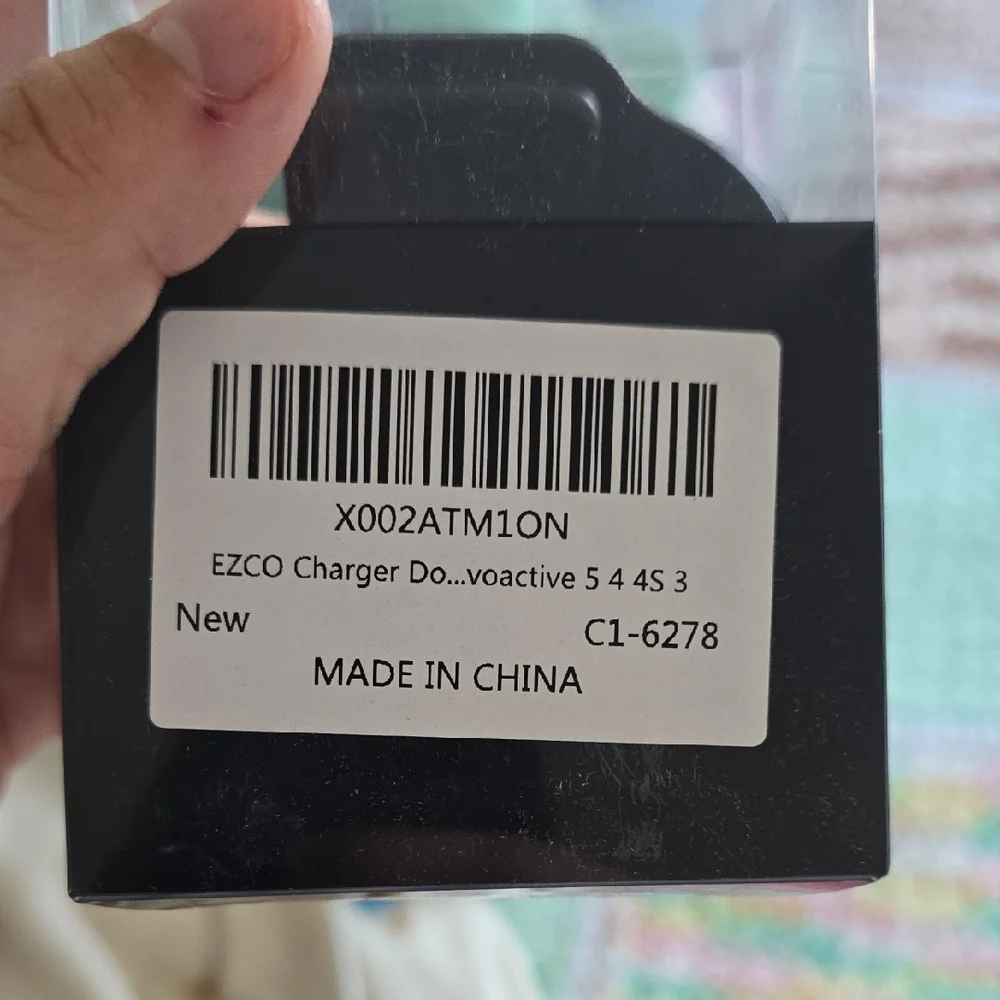 X002ATM1ON
EZCO Charger Do...voactive 5 4 4S 3
New
C1-6278
MADE IN CHINA